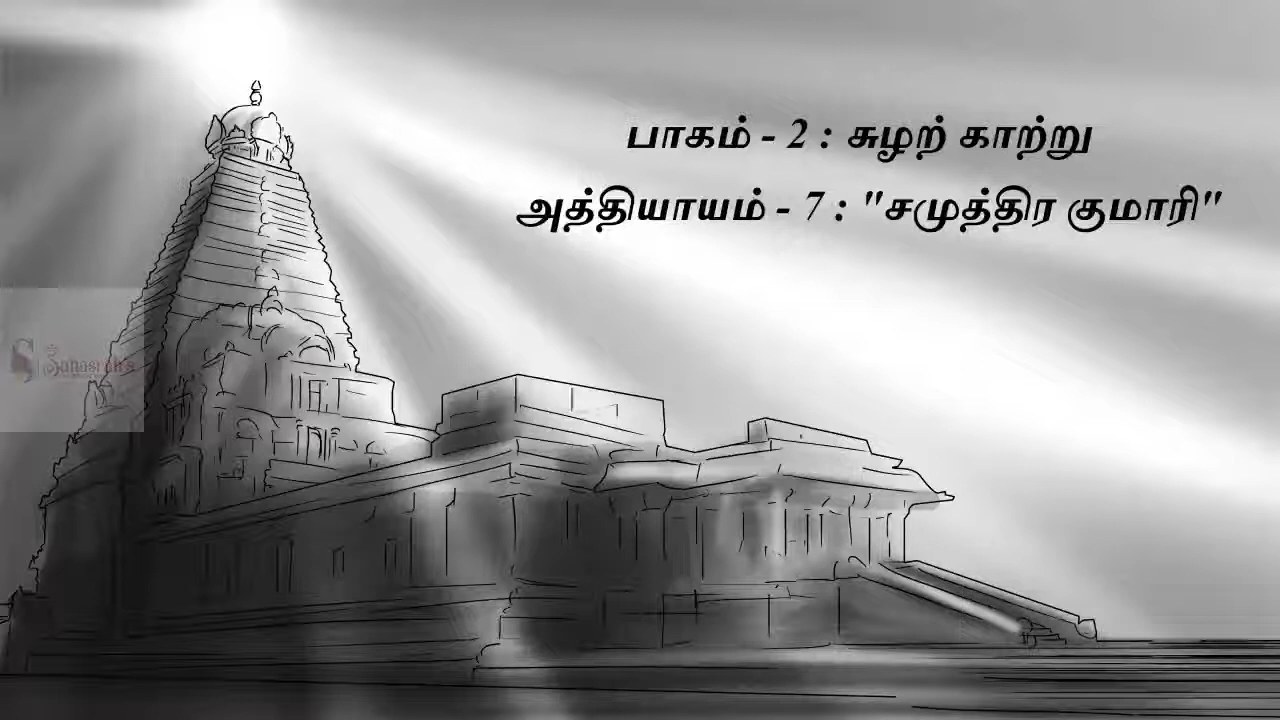 பாகம் - 2 : சுழற் காற்று
அத்தியாயம் - 7 : "சமுத்திர குமாரி"